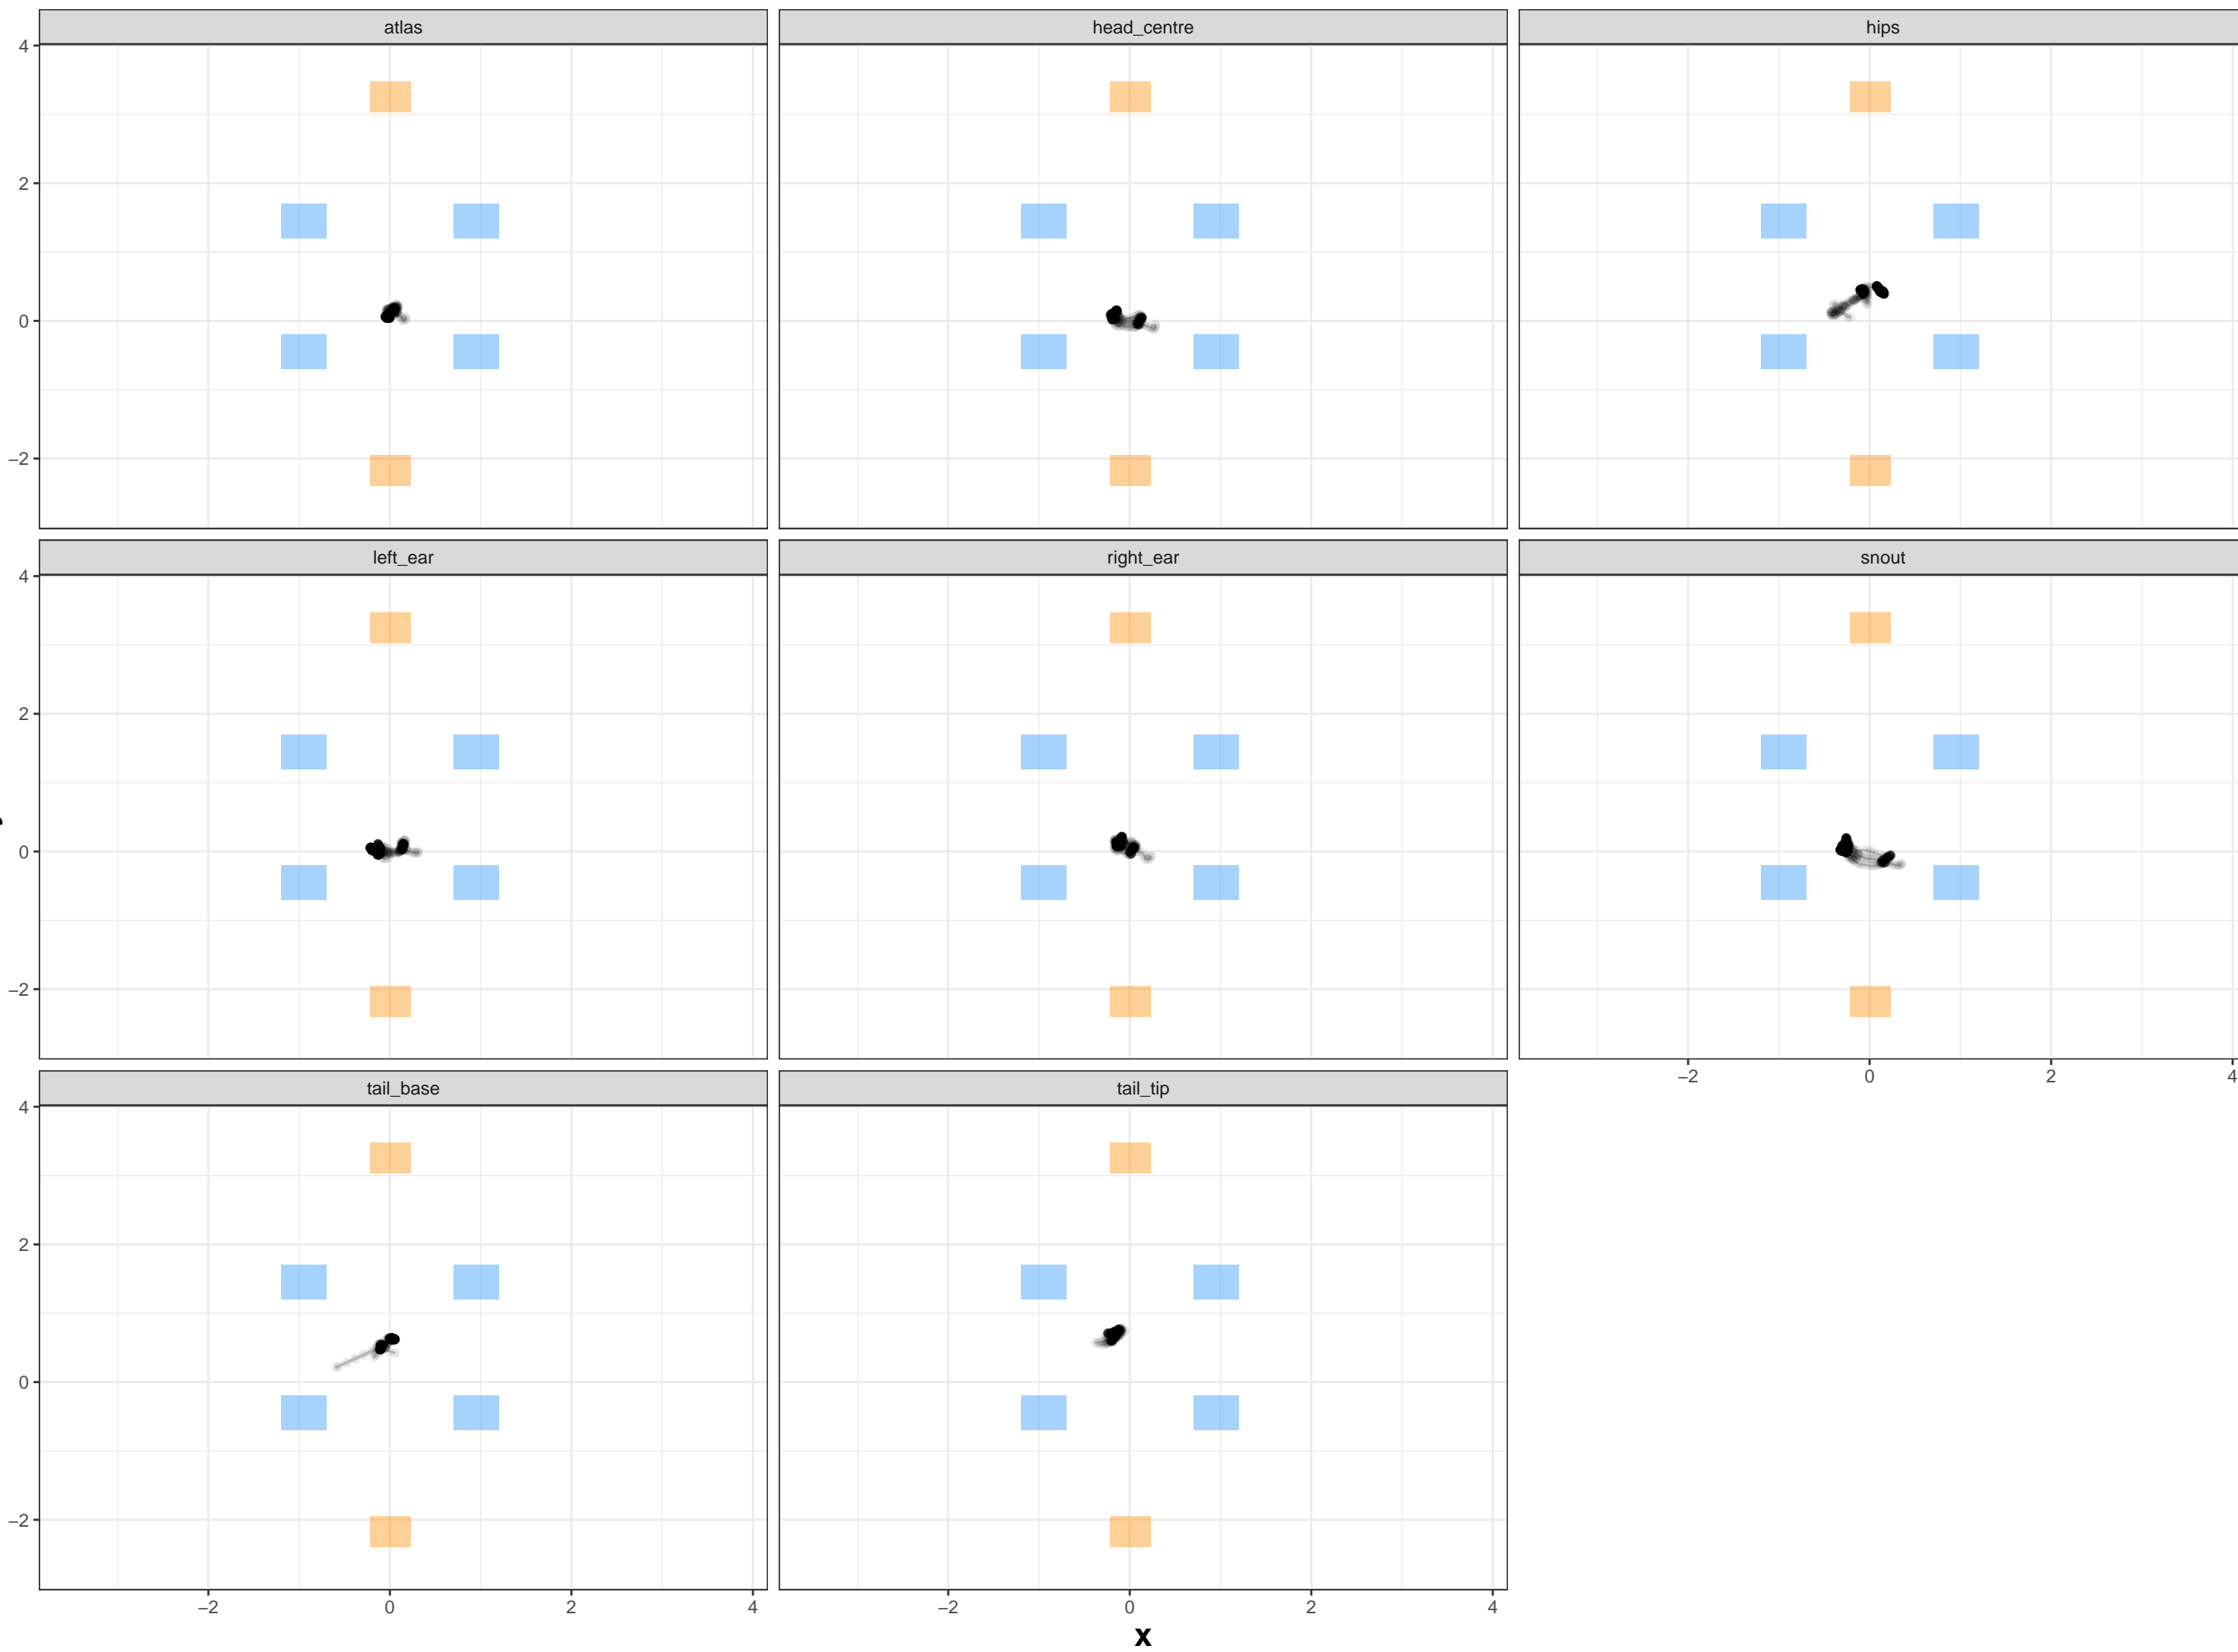 atlas head_centre hips
4
2
0
−2
left_ear right_ear snout
4
2
0
−2
−2 0 2 4
tail_base tail_tip
4
2
0
−2
−2 0 2 4 −2 0 2 4
x